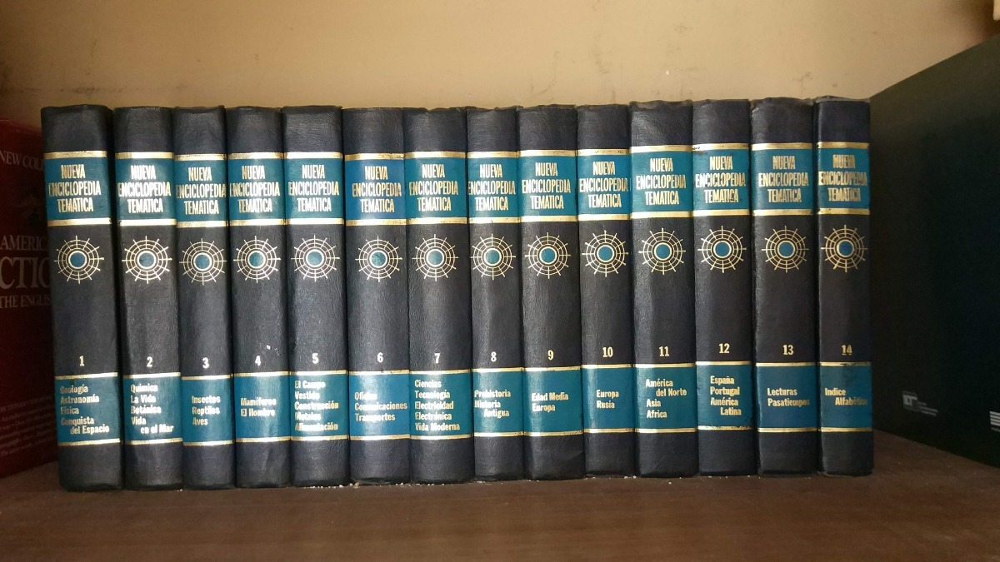 NEW COL
AMERIC
CTIO
THE ENGLIS
NUEVA
ENCICLOPEDIA
TEMATICA
1
Geología
Astronomía
Física
Conquista
del Espacio
NUEVA
ENCICLOPEDIA
TEMATICA
2
Química
La Vida
Botánica
Vida
en el Mar
NUEVA
ENCICLOPEDIA
TEMATICA
3
Insectos
Reptiles
Aves
NUEVA
ENCICLOPEDIA
TEMATICA
4
Mamíferos
El Hombre
NUEVA
ENCICLOPEDIA
TEMATICA
5
El Campo
Vestido
Construcción
Metales
Alimentación
NUEVA
ENCICLOPEDIA
TEMATICA
6
Oficios
Comunicaciones
Transportes
NUEVA
ENCICLOPEDIA
TEMATICA
7
Ciencias
Tecnología
Electricidad
Electrónica
Vida Moderna
NUEVA
ENCICLOPEDIA
TEMATICA
8
Prehistoria
Historia
Antigua
NUEVA
ENCICLOPEDIA
TEMATICA
9
Edad Media
Europa
NUEVA
ENCICLOPEDIA
TEMATICA
10
Europa
Rusia
NUEVA
ENCICLOPEDIA
TEMATICA
11
América
del Norte
Asia
Africa
NUEVA
ENCICLOPEDIA
TEMATICA
12
España
Portugal
América
Latina
NUEVA
ENCICLOPEDIA
TEMATICA
13
Lecturas
Pasatiempos
NUEVA
ENCICLOPEDIA
TEMATICA
14
Indice
Alfabético